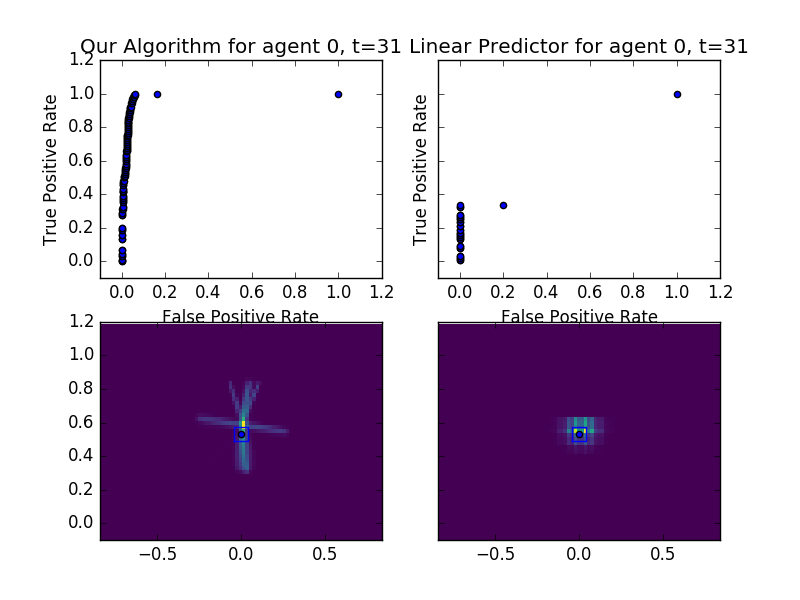 Our Algorithm for agent 0, t=31
Linear Predictor for agent 0, t=31
1.2
1.0
0.8
0.6
0.4
0.2
0.0
True Positive Rate
True Positive Rate
0.0 0.2 0.4 0.6 0.8 1.0 1.2
0.0 0.2 0.4 0.6 0.8 1.0 1.2
False Positive Rate
False Positive Rate
1.2
1.0
0.8
0.6
0.4
0.2
0.0
−0.5 0.0 0.5
−0.5 0.0 0.5